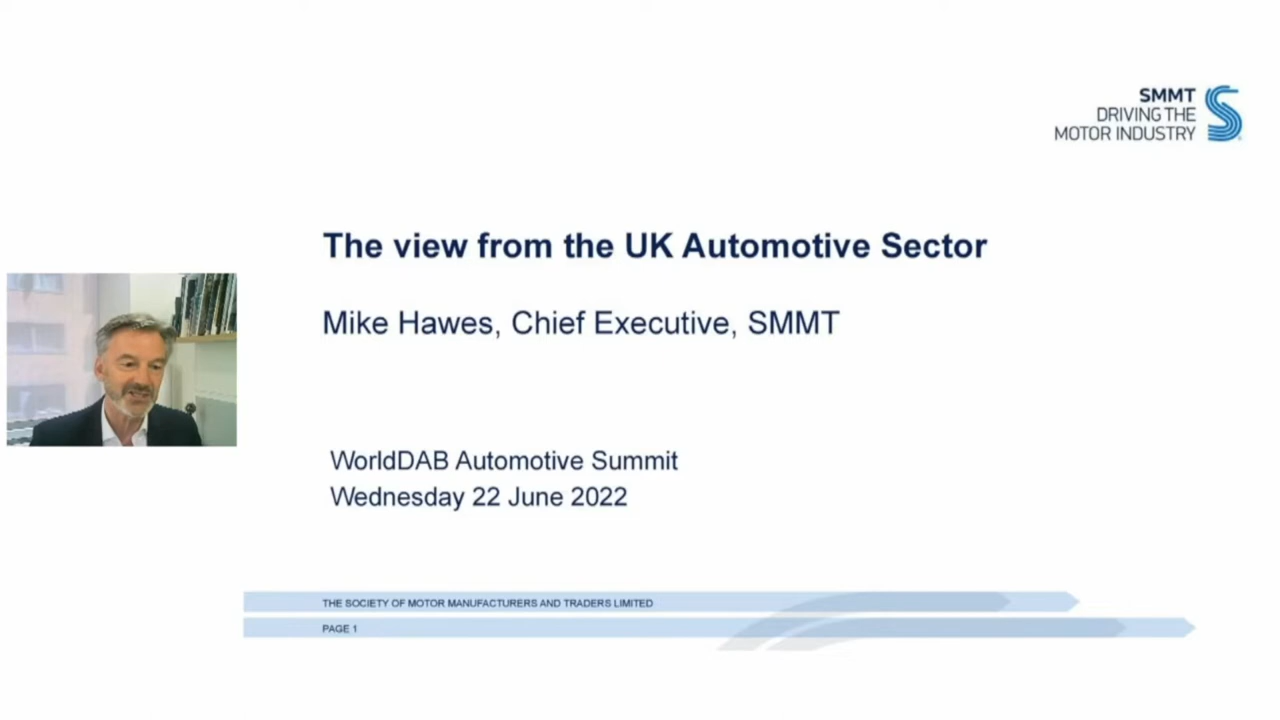 SMMT
DRIVING THE
MOTOR INDUSTRY
The view from the UK Automotive Sector
Mike Hawes, Chief Executive, SMMT
WorldDAB Automotive Summit
Wednesday 22 June 2022
THE SOCIETY OF MOTOR MANUFACTURERS AND TRADERS LIMITED
PAGE 1